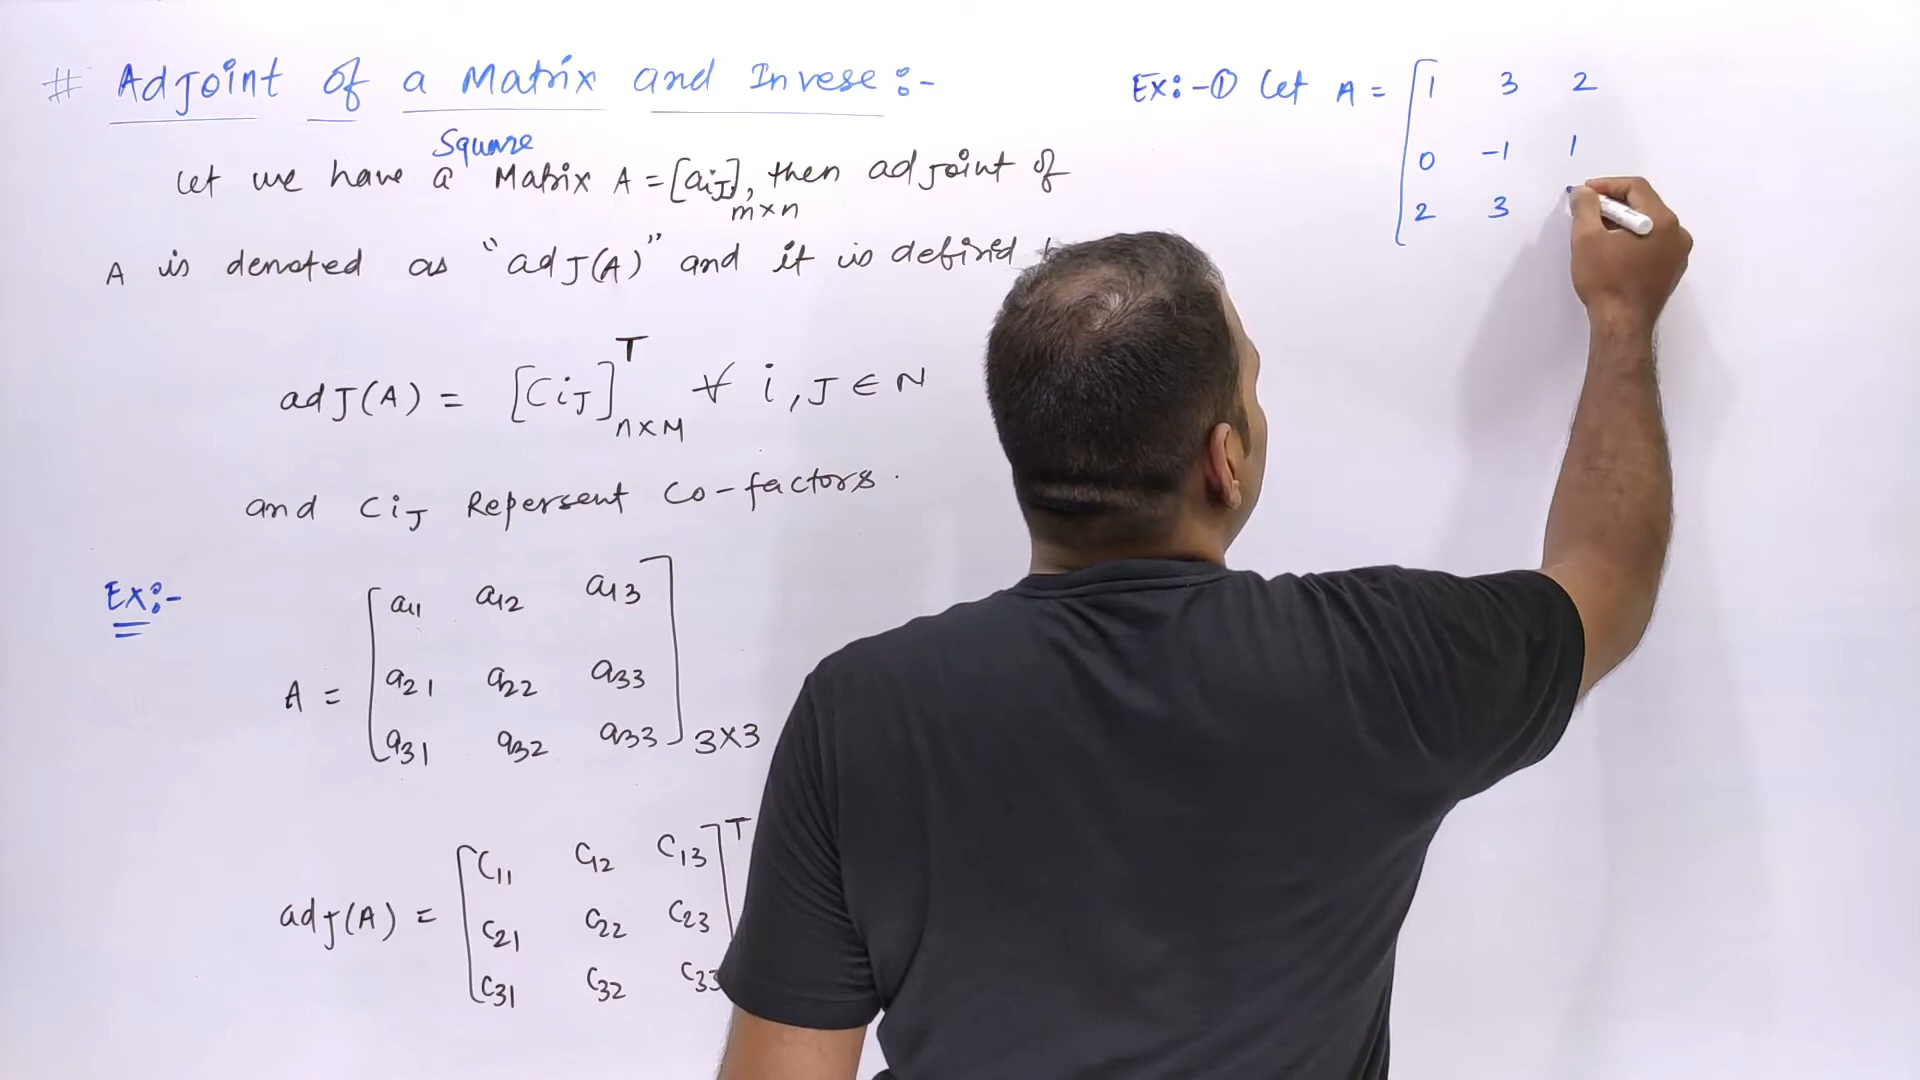 # Adjoint of a Matrix and Invese :-
Square
Let we have a Matrix A = [aiJ], then adjoint of
m×n
A is denoted as "adJ(A)" and it is defined
adJ(A) = [CiJ]ᵀ n×M ∀ i, J ∈ N
and CiJ Repersent Co-factors.
Ex:-
a11 a12 a13
A = a21 a22 a33
a31 a32 a33 3×3
C11 C12 C13 T
adj(A) = C21 C22 C23
C31 C32 C33
Ex:-① Let A = 1 3 2
0 -1 1
2 3